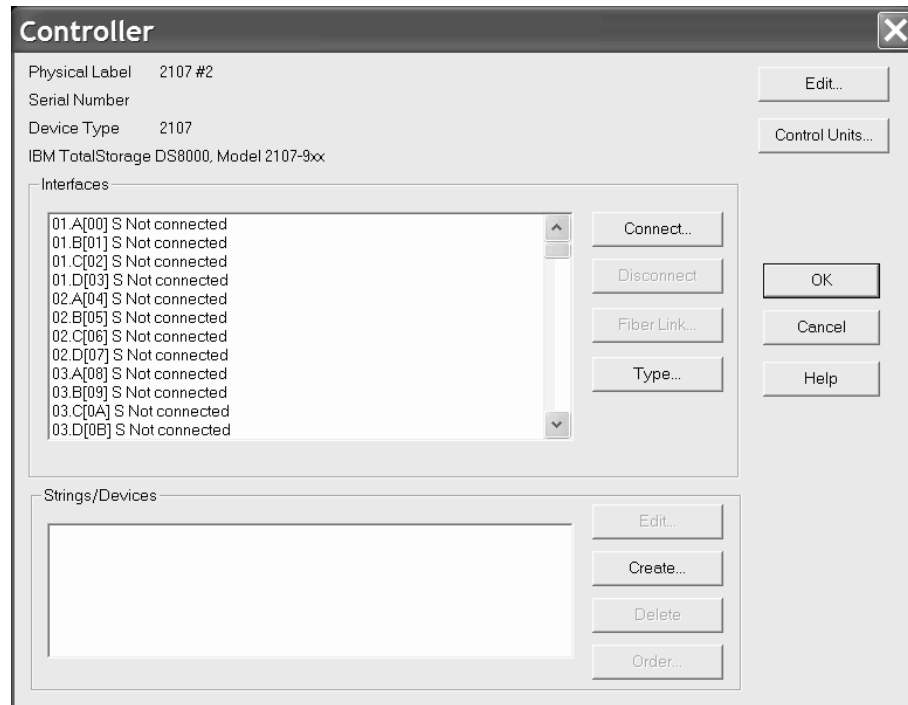 Controller
Physical Label 2107 #2
Edit...
Serial Number
Device Type 2107
Control Units...
IBM TotalStorage DS8000, Model 2107-9xx
Interfaces
01.A[00] S Not connected
01.B[01] S Not connected
01.C[02] S Not connected
01.D[03] S Not connected
02.A[04] S Not connected
02.B[05] S Not connected
02.C[06] S Not connected
02.D[07] S Not connected
03.A[08] S Not connected
03.B[09] S Not connected
03.C[0A] S Not connected
03.D[0B] S Not connected
Connect...
Disconnect
Fiber Link...
Type...
OK
Cancel
Help
Strings/Devices
Edit...
Create...
Delete
Order...